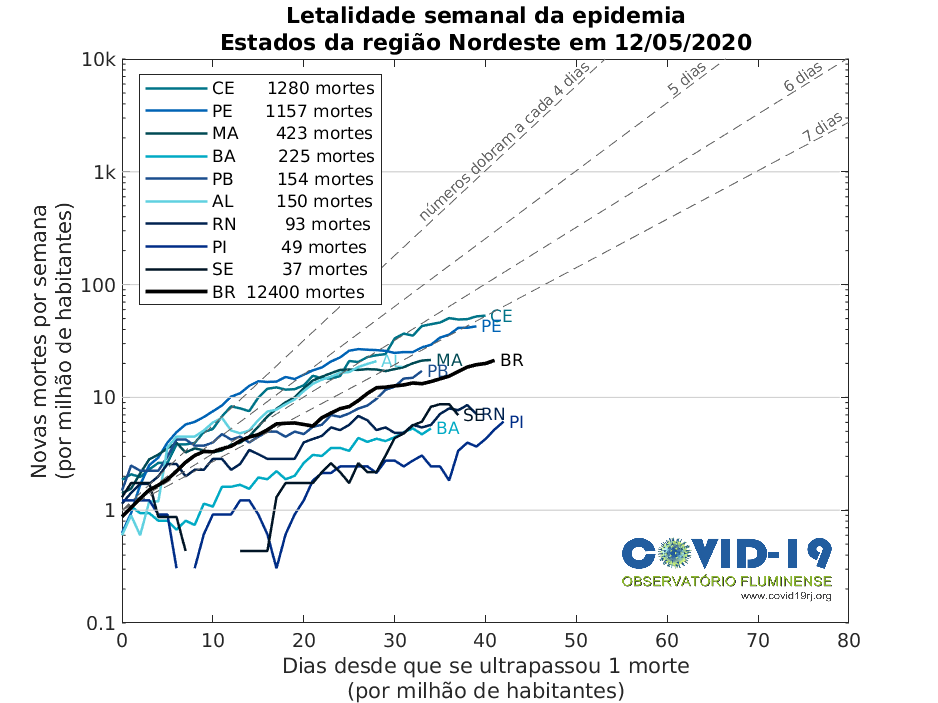 Letalidade semanal da epidemia
Estados da região Nordeste em 12/05/2020
Novas mortes por semana
(por milhão de habitantes)
10k
1k
100
10
1
0.1
CE 1280 mortes
PE 1157 mortes
MA 423 mortes
BA 225 mortes
PB 154 mortes
AL 150 mortes
RN 93 mortes
PI 49 mortes
SE 37 mortes
BR 12400 mortes
números dobram a cada 4 dias
5 dias
6 dias
7 dias
CE
PE
AL
MA
BR
PB
SE
RN
PI
BA
COVID-19
OBSERVATÓRIO FLUMINENSE
www.covid19rj.org
0 10 20 30 40 50 60 70 80
Dias desde que se ultrapassou 1 morte
(por milhão de habitantes)